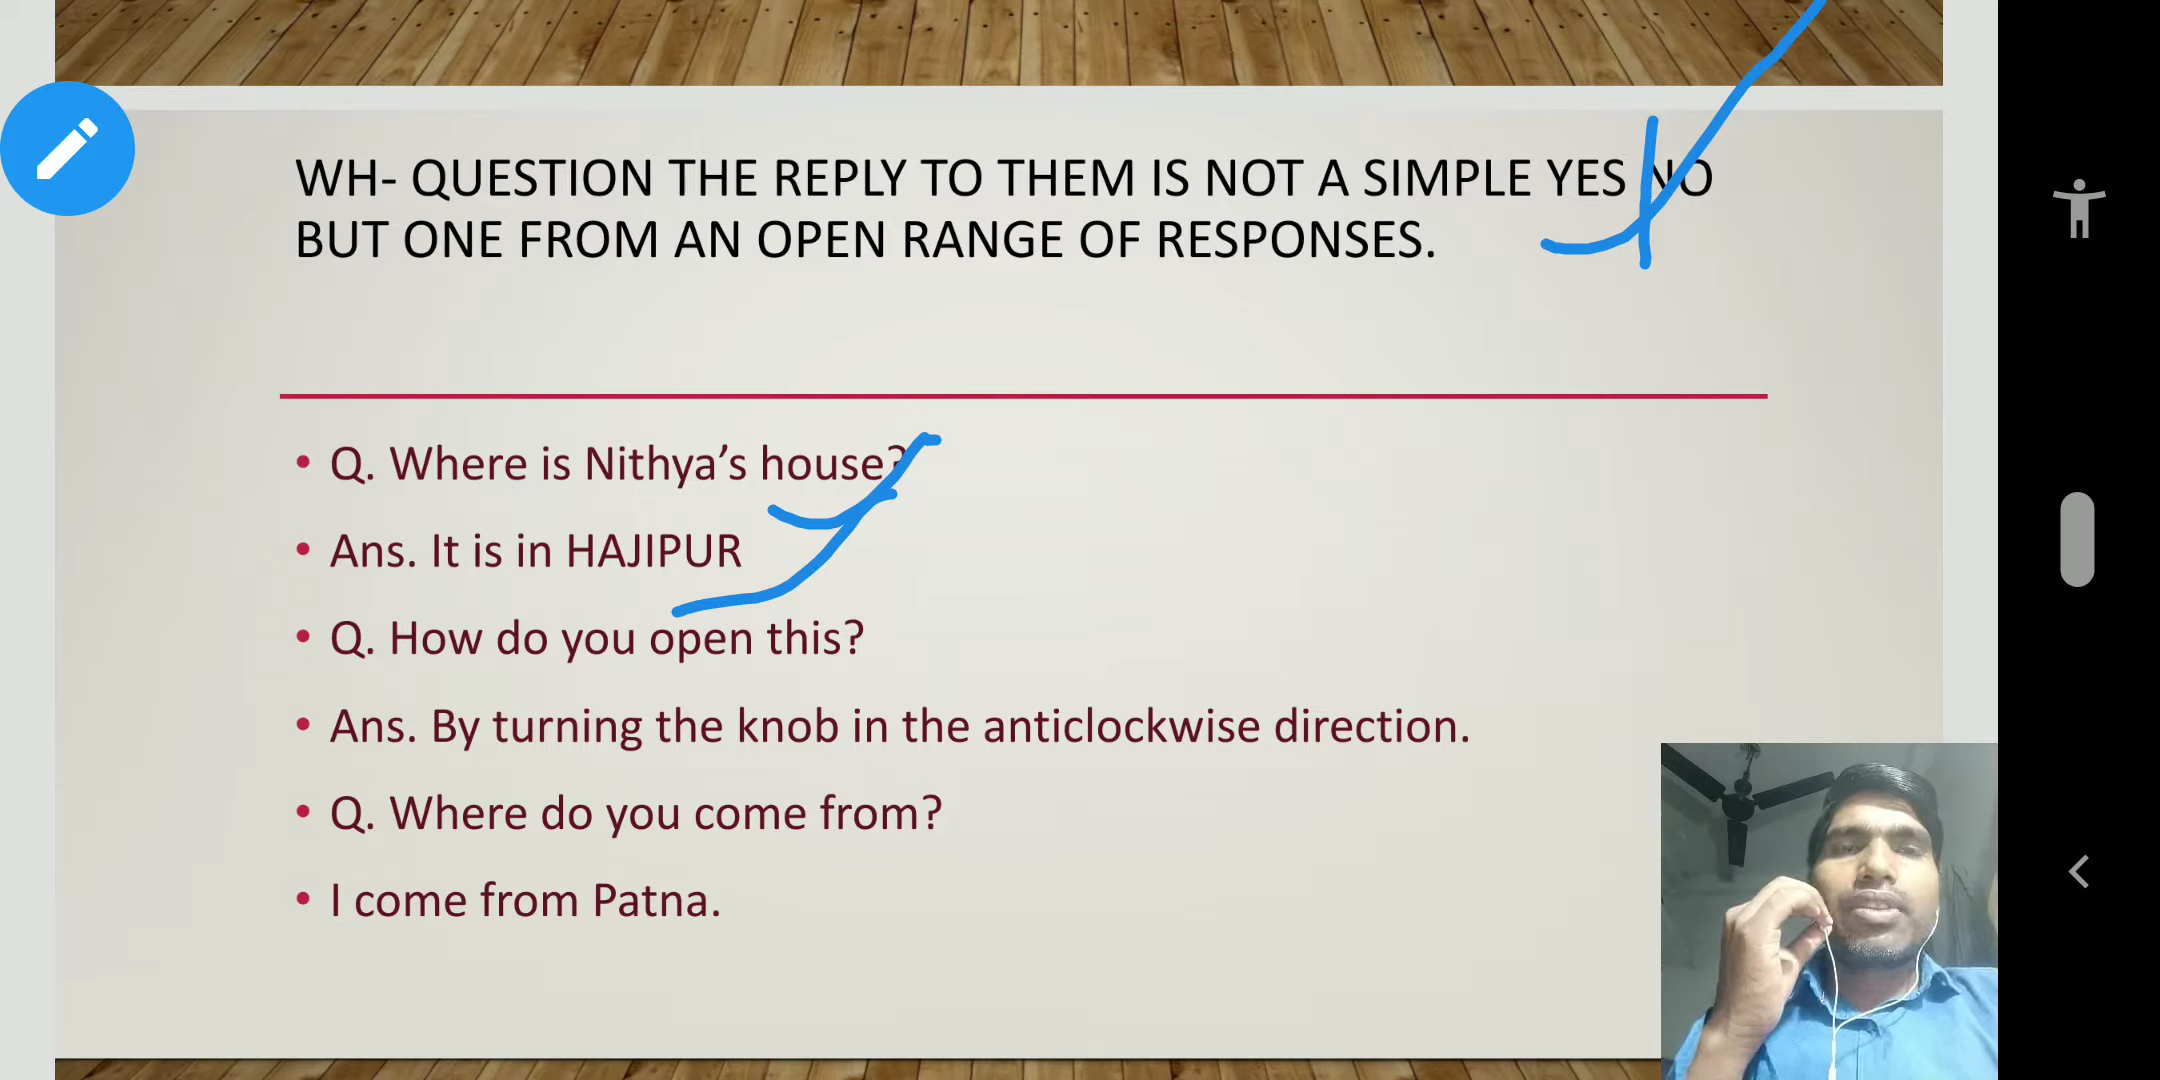 WH- QUESTION THE REPLY TO THEM IS NOT A SIMPLE YES NO
BUT ONE FROM AN OPEN RANGE OF RESPONSES.
• Q. Where is Nithya’s house?
• Ans. It is in HAJIPUR
• Q. How do you open this?
• Ans. By turning the knob in the anticlockwise direction.
• Q. Where do you come from?
• I come from Patna.